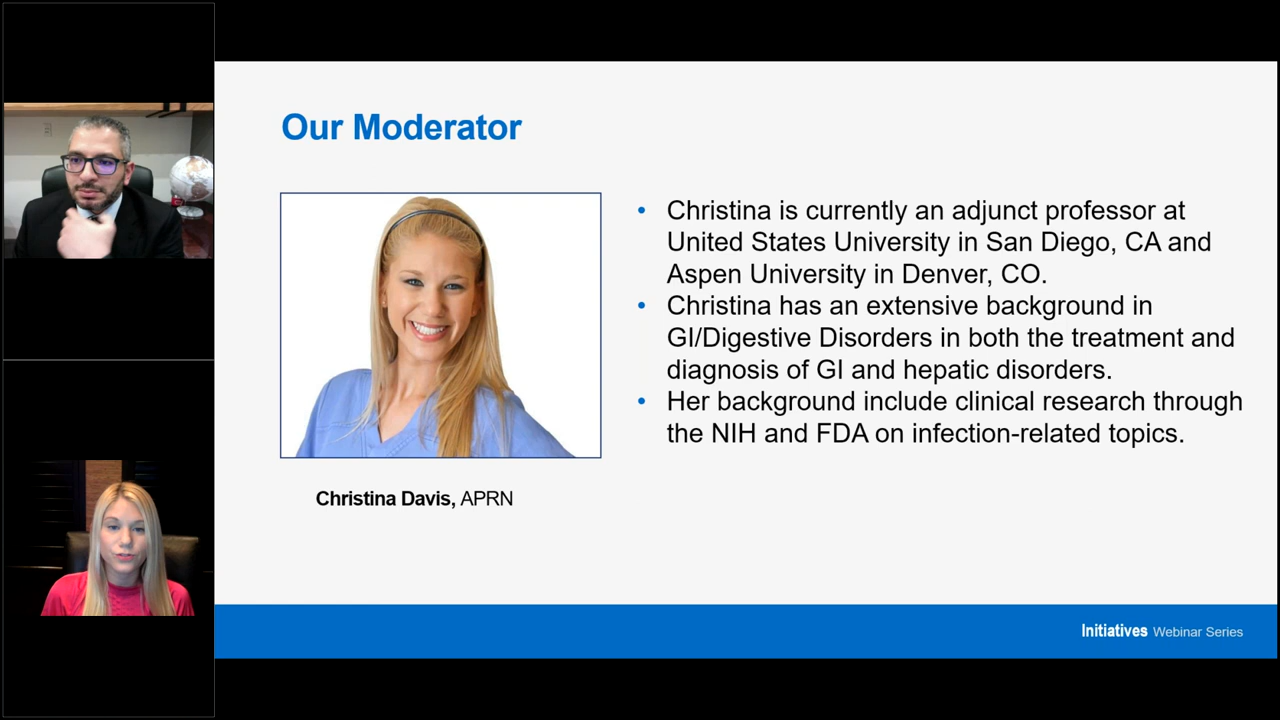 Our Moderator
• Christina is currently an adjunct professor at
United States University in San Diego, CA and
Aspen University in Denver, CO.
• Christina has an extensive background in
GI/Digestive Disorders in both the treatment and
diagnosis of GI and hepatic disorders.
• Her background include clinical research through
the NIH and FDA on infection-related topics.
Christina Davis, APRN
Initiatives Webinar Series